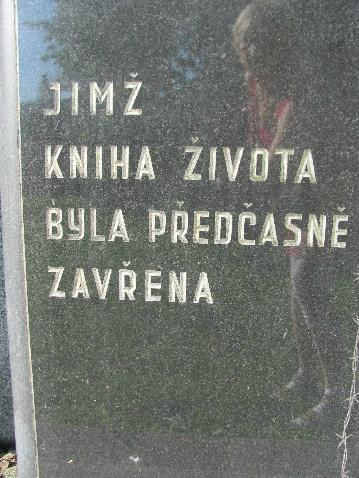 JIMŽ
KNIHA ŽIVOTA
BYLA PŘEDČASNĚ
ZAVŘENA